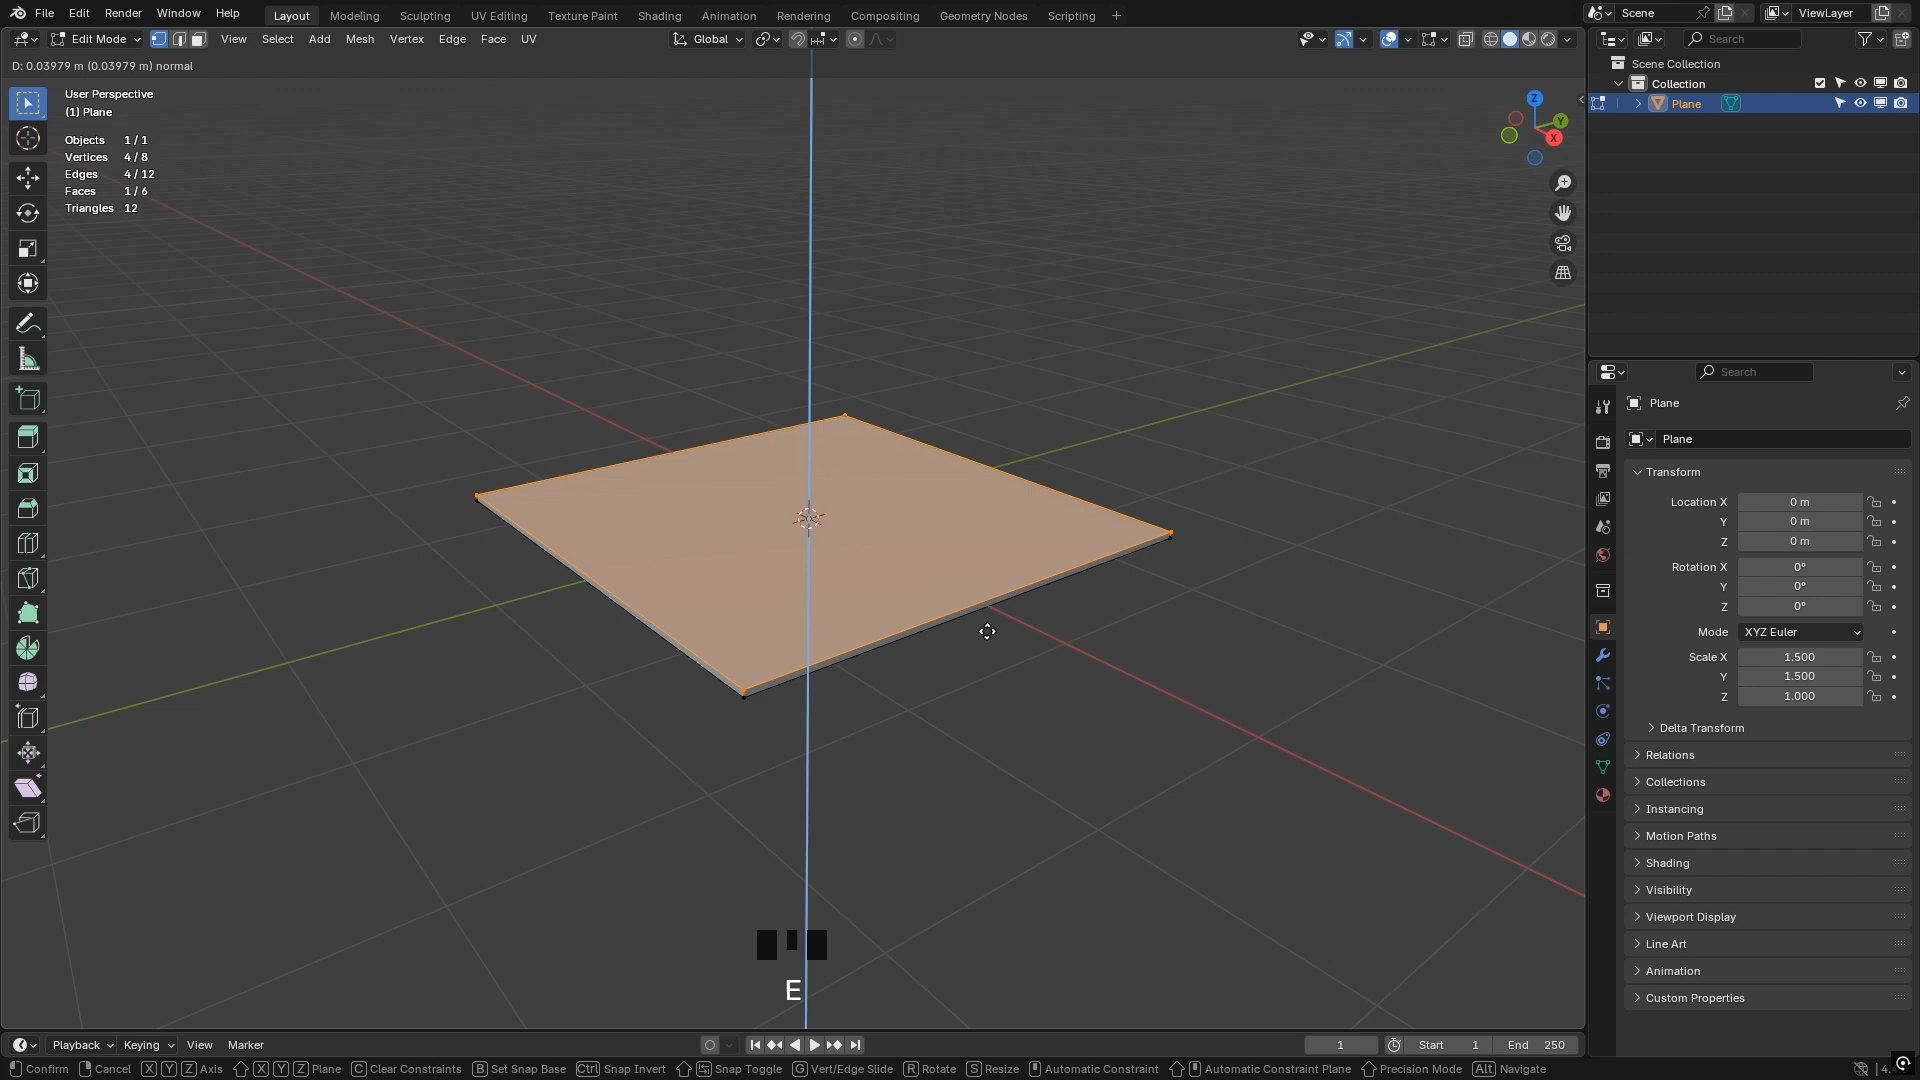 File Edit Render Window Help Layout Modeling Sculpting UV Editing Texture Paint Shading Animation Rendering Compositing Geometry Nodes Scripting + Scene ViewLayer
Edit Mode View Select Add Mesh Vertex Edge Face UV Global Search
D: 0.03979 m (0.03979 m) normal
User Perspective
(1) Plane
Objects 1 / 1
Vertices 4 / 8
Edges 4 / 12
Faces 1 / 6
Triangles 12
Z
Y
X
E
Scene Collection
Collection
Plane
Search
Plane
Plane
Transform
Location X 0 m
Y 0 m
Z 0 m
Rotation X 0°
Y 0°
Z 0°
Mode XYZ Euler
Scale X 1.500
Y 1.500
Z 1.000
Delta Transform
Relations
Collections
Instancing
Motion Paths
Shading
Visibility
Viewport Display
Line Art
Animation
Custom Properties
Playback Keying View Marker 1 Start 1 End 250
Confirm Cancel X Y Z Axis X Y Z Plane C Clear Constraints B Set Snap Base Ctrl Snap Invert Snap Toggle G Vert/Edge Slide R Rotate S Resize Automatic Constraint Automatic Constraint Plane Precision Mode Alt Navigate